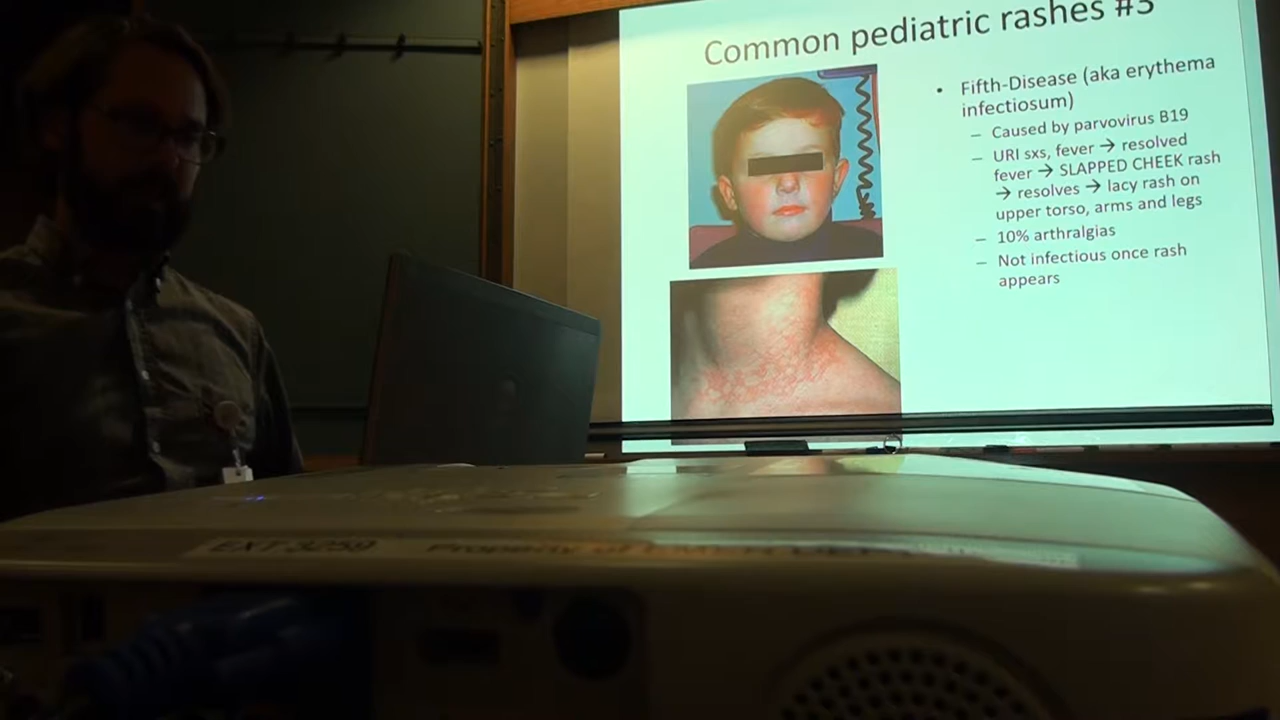 Common pediatric rashes #3
• Fifth-Disease (aka erythema
infectiosum)
– Caused by parvovirus B19
– URI sxs, fever → resolved
fever → SLAPPED CHEEK rash
→ resolves → lacy rash on
upper torso, arms and legs
– 10% arthralgias
– Not infectious once rash
appears
EXT 3259
Property of